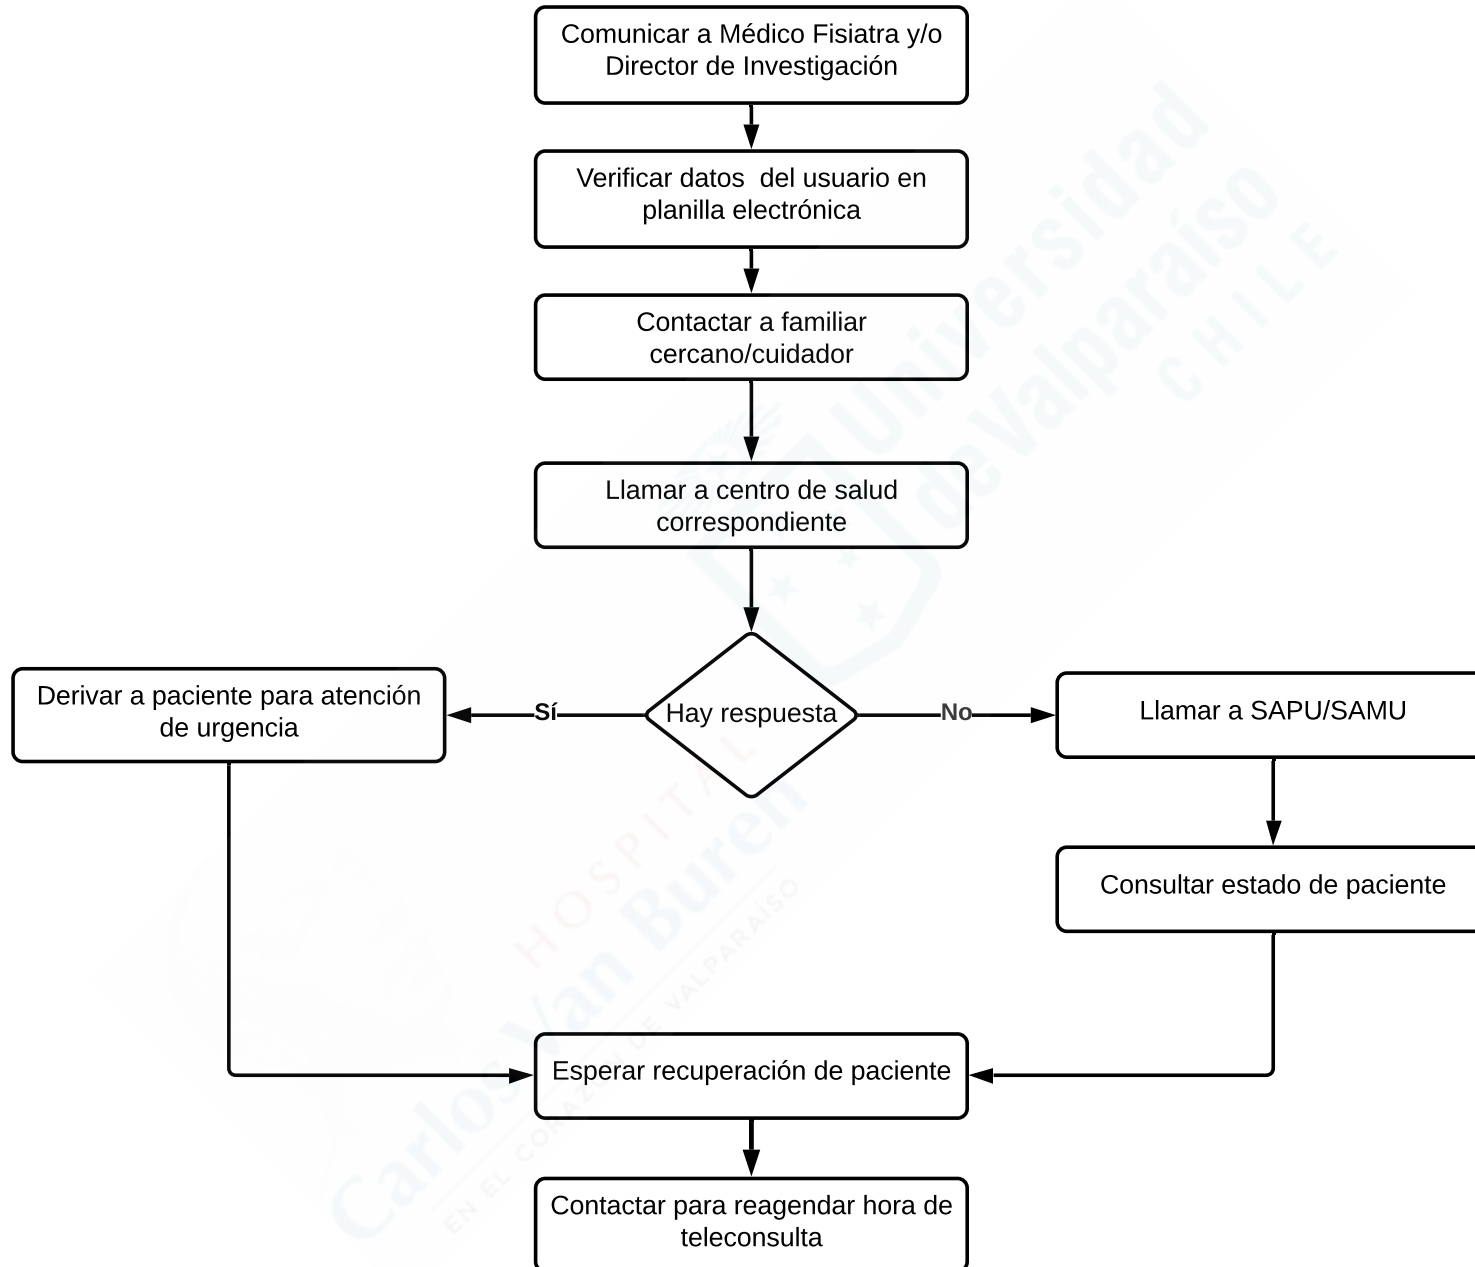 Comunicar a Médico Fisiatra y/o
Director de Investigación
Verificar datos  del usuario en
planilla electrónica
Contactar a familiar
cercano/cuidador
Llamar a centro de salud
correspondiente
Hay respuesta
Sí
No
Derivar a paciente para atención
de urgencia
Llamar a SAPU/SAMU
Consultar estado de paciente
Esperar recuperación de paciente
Contactar para reagendar hora de
teleconsulta
Universidad
deValparaíso
CHILE
HOSPITAL
Carlos Van Buren
EN EL CORAZÓN DE VALPARAÍSO